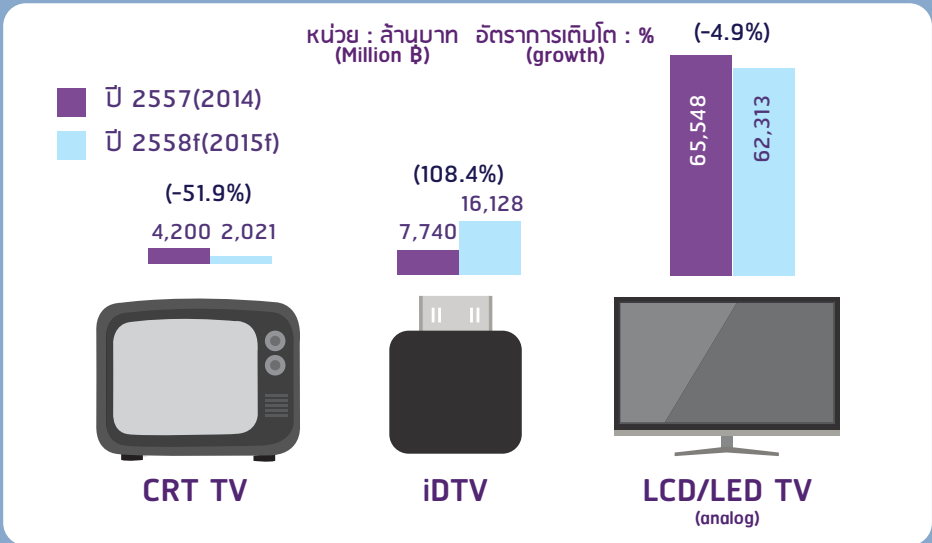 หน่วย : ล้านบาท อัตราการเติบโต : %
(Million ฿) (growth)
ปี 2557(2014)
ปี 2558f(2015f)
(-51.9%)
4,200 2,021
CRT TV
(108.4%)
16,128
7,740
iDTV
(-4.9%)
65,548
62,313
LCD/LED TV
(analog)